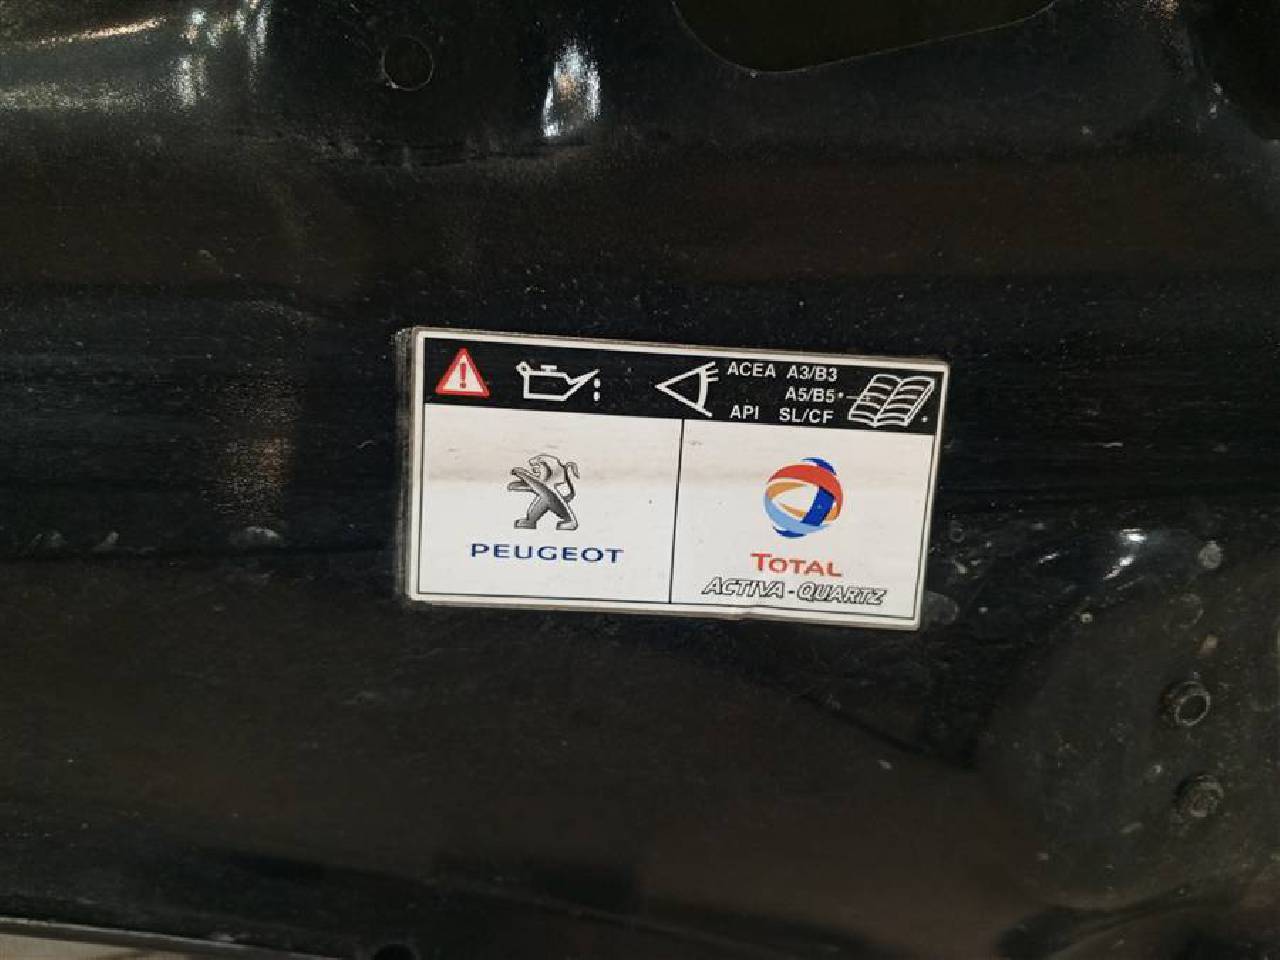 ACEA A3/B3
A5/B5*
API SL/CF
PEUGEOT
TOTAL
ACTIVA-QUARTZ